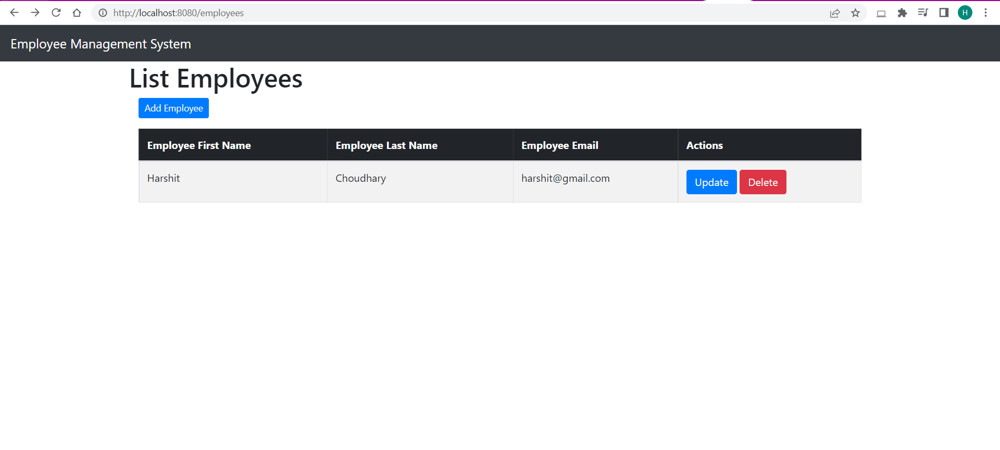 http://localhost:8080/employees
H
Employee Management System
List Employees
Add Employee
Employee First Name Employee Last Name Employee Email Actions
Harshit Choudhary harshit@gmail.com Update Delete